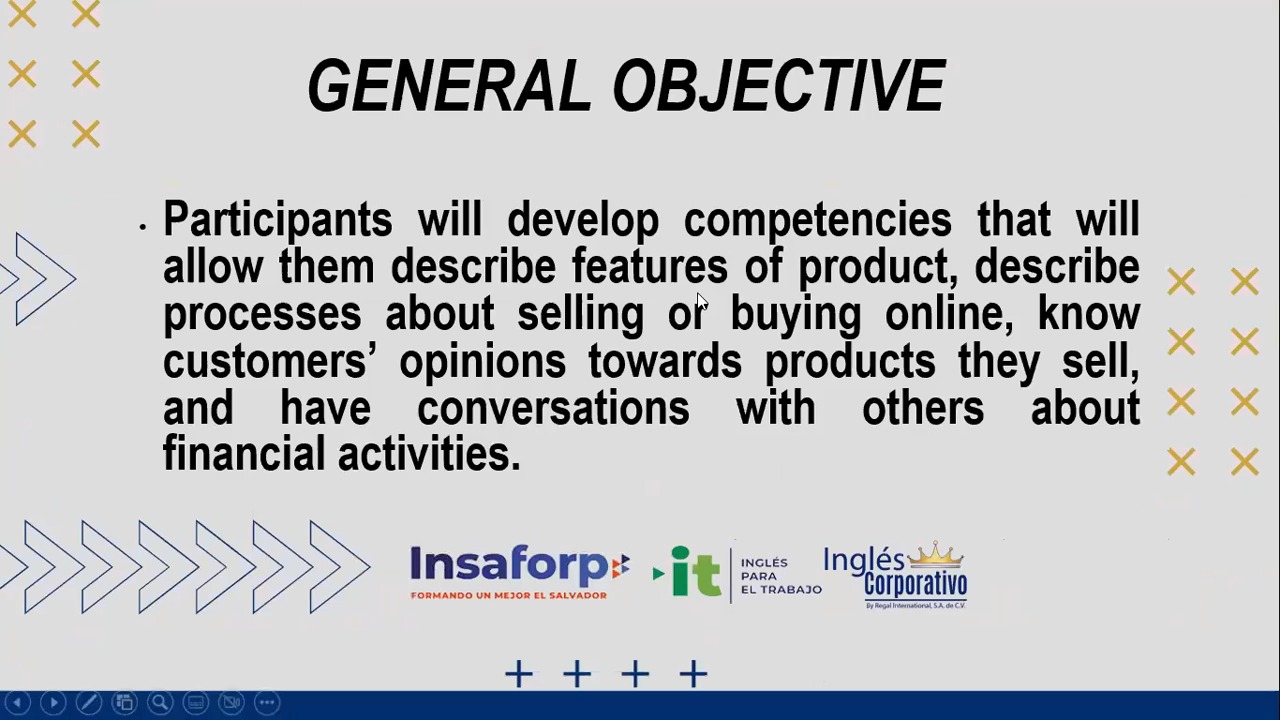 GENERAL OBJECTIVE
• Participants will develop competencies that will
allow them describe features of product, describe
processes about selling or buying online, know
customers’ opinions towards products they sell,
and have conversations with others about
financial activities.
Insaforp
FORMANDO UN MEJOR EL SALVADOR
it
INGLÉS
PARA
EL TRABAJO
Inglés
Corporativo
By Regal International, S.A. de C.V.